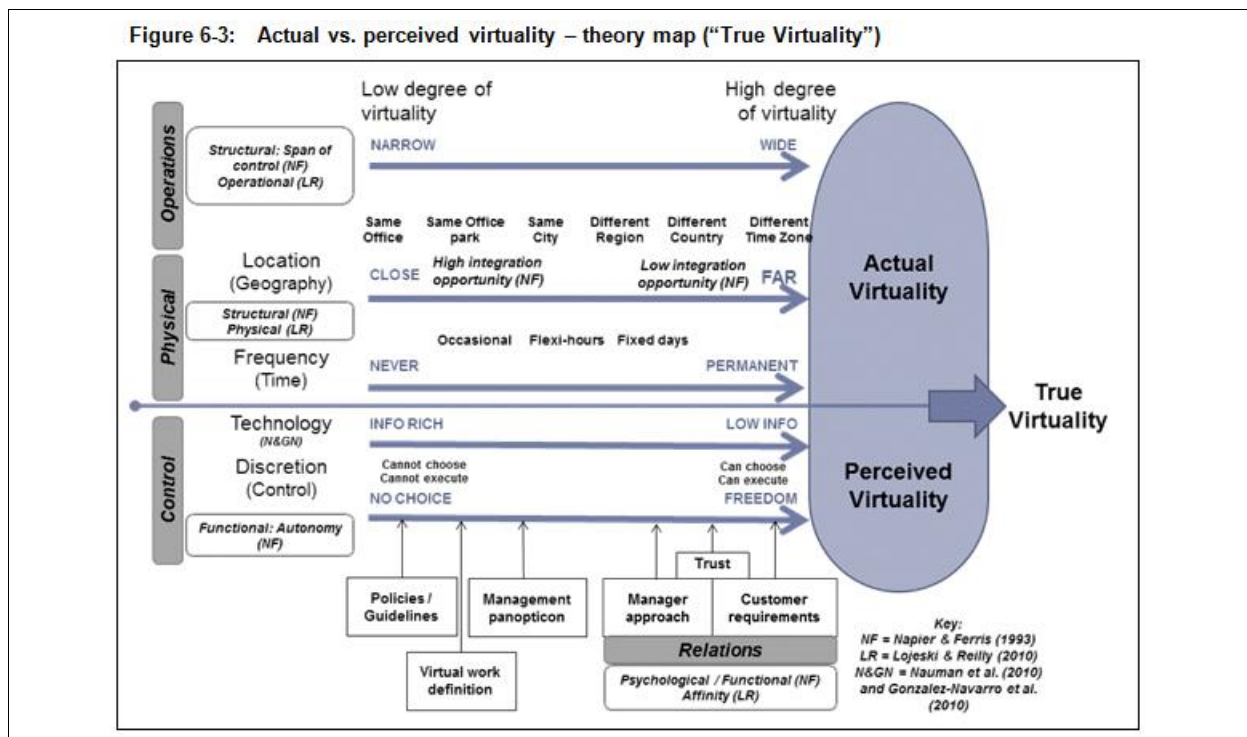 Figure 6-3: Actual vs. perceived virtuality – theory map (“True Virtuality”)
Low degree of
virtuality
High degree
of virtuality
Operations
Structural: Span of
control (NF)
Operational (LR)
NARROW
WIDE
Same
Office
Same Office
park
Same
City
Different
Region
Different
Country
Different
Time Zone
Physical
Location
(Geography)
CLOSE
High integration
opportunity (NF)
Low integration
opportunity (NF)
FAR
Structural (NF)
Physical (LR)
Frequency
(Time)
Occasional
Flexi-hours
Fixed days
NEVER
PERMANENT
Actual
Virtuality
True
Virtuality
Control
Technology
(N&GN)
INFO RICH
LOW INFO
Discretion
(Control)
Cannot choose
Cannot execute
Can choose
Can execute
NO CHOICE
FREEDOM
Perceived
Virtuality
Functional: Autonomy
(NF)
Policies /
Guidelines
Virtual work
definition
Management
panopticon
Trust
Manager
approach
Customer
requirements
Relations
Psychological / Functional (NF)
Affinity (LR)
Key:
NF = Napier & Ferris (1993)
LR = Lojeski & Reilly (2010)
N&GN = Nauman et al. (2010)
and Gonzalez-Navarro et al.
(2010)